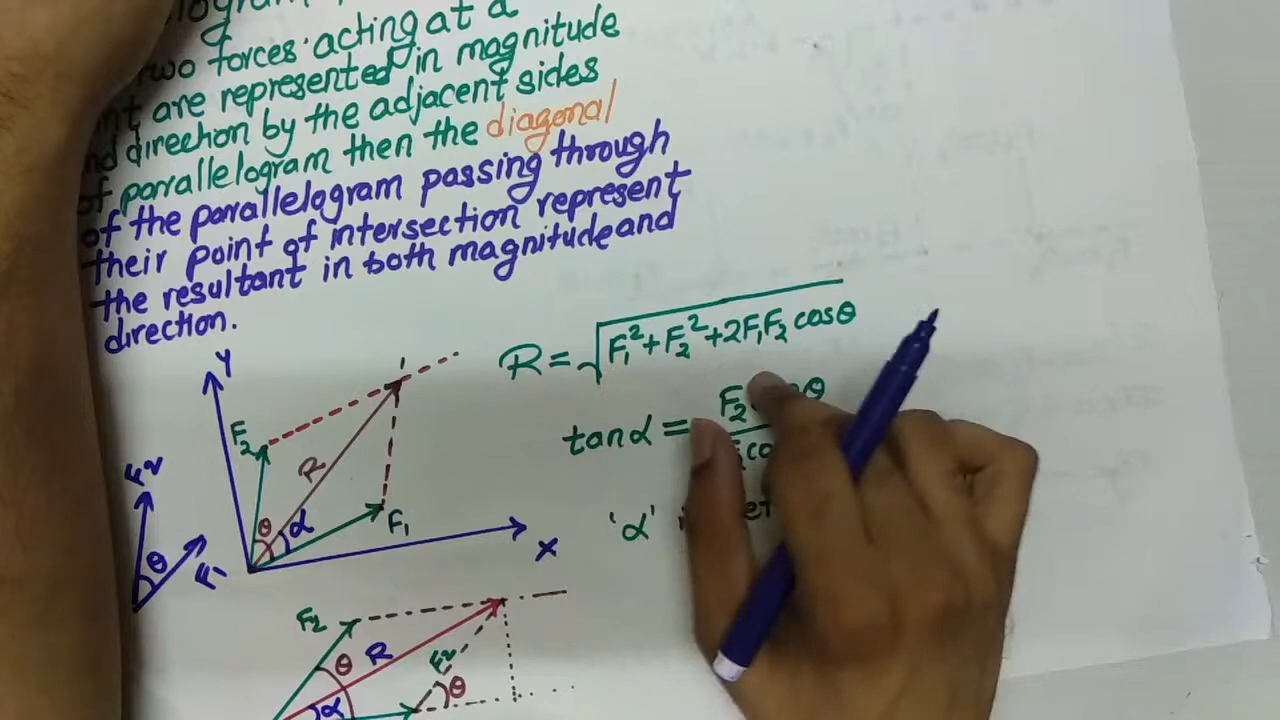 two forces acting at a
are represented in magnitude
direction by the adjacent sides
of parallelogram then the diagonal
of the parallelogram passing through
their point of intersection represent
the resultant in both magnitude and
direction.
R = √F₁² + F₂² + 2F₁F₂ cosθ
tanα = F₂
'α'
Y
F₂
R
θ
α
F₁
X
F₂
θ
F₁
F₂
θ
R
F₂
θ
α